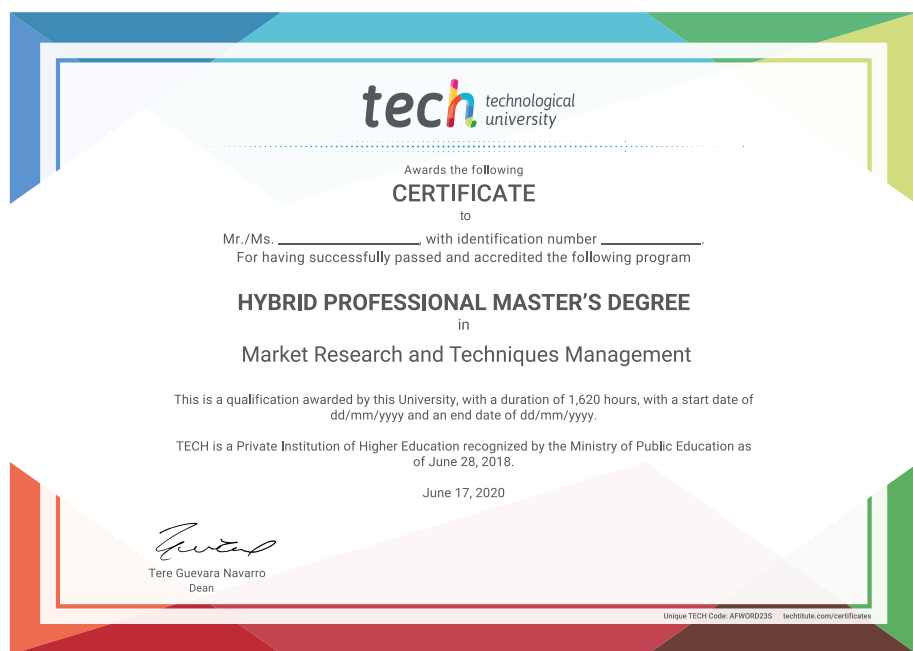 tech technological
university
Awards the following
CERTIFICATE
to
Mr./Ms. ____________________, with identification number ______________.
For having successfully passed and accredited the following program
HYBRID PROFESSIONAL MASTER'S DEGREE
in
Market Research and Techniques Management
This is a qualification awarded by this University, with a duration of 1,620 hours, with a start date of
dd/mm/yyyy and an end date of dd/mm/yyyy.
TECH is a Private Institution of Higher Education recognized by the Ministry of Public Education as
of June 28, 2018.
June 17, 2020
Tere Guevara Navarro
Dean
Unique TECH Code: AFWORD23S techtitute.com/certificates